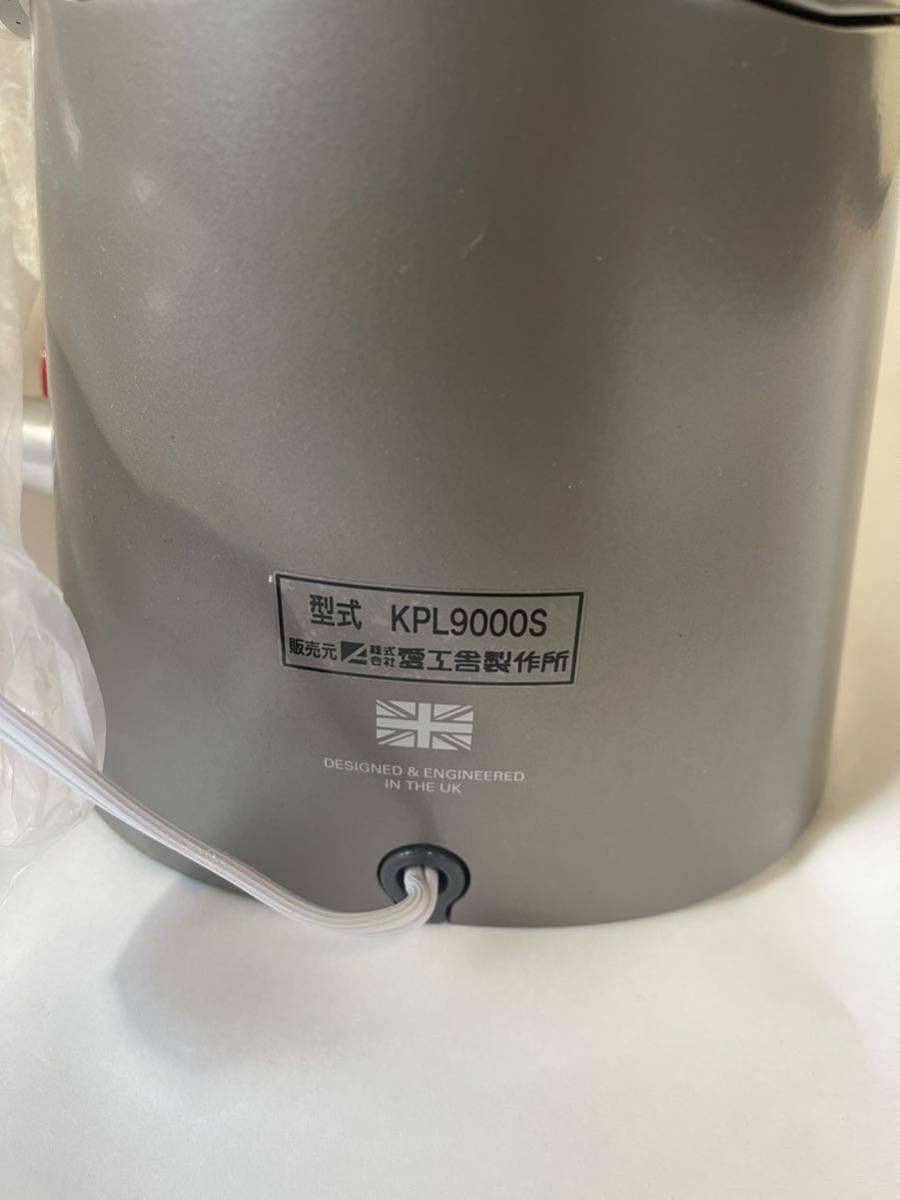 型式 KPL9000S
販売元 株式会社 愛工舎製作所
DESIGNED & ENGINEERED
IN THE UK